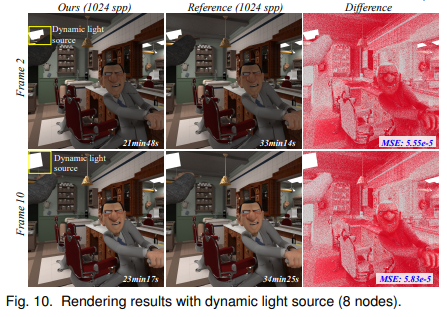 Ours (1024 spp) Reference (1024 spp) Difference
Frame 2
Dynamic light
source
21min48s
33min14s
MSE: 5.55e-5
Frame 10
Dynamic light
source
23min17s
34min25s
MSE: 5.83e-5
Fig. 10. Rendering results with dynamic light source (8 nodes).